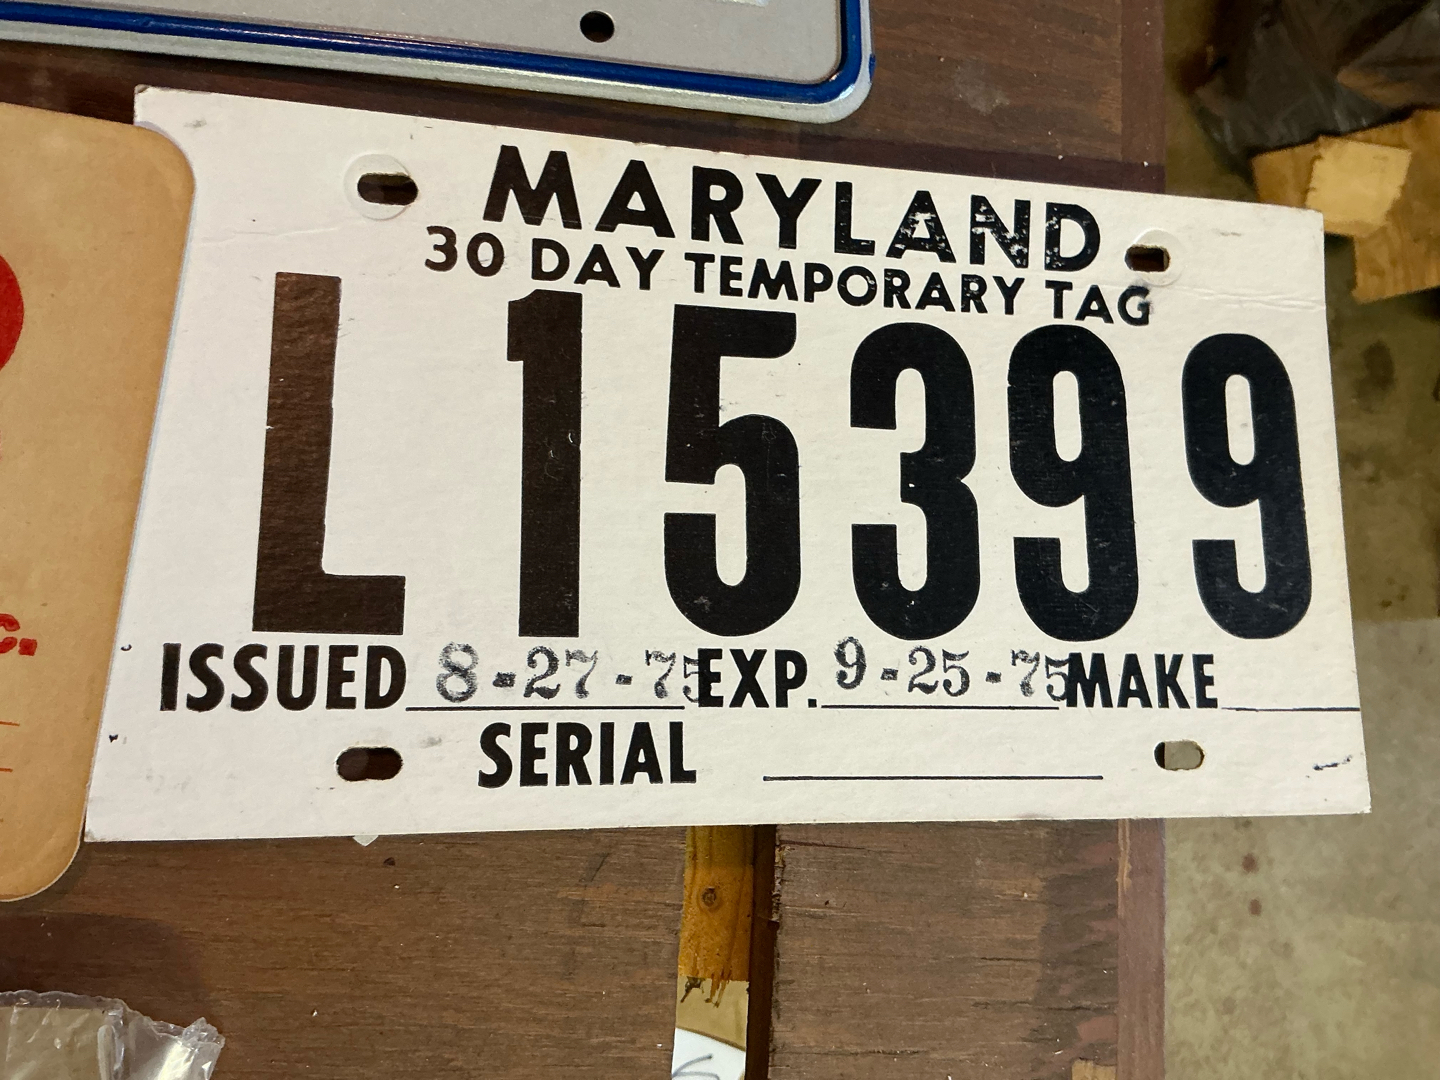 MARYLAND
30 DAY TEMPORARY TAG
L 15399
ISSUED 8-27-75 EXP. 9-25-75 MAKE
SERIAL
C.